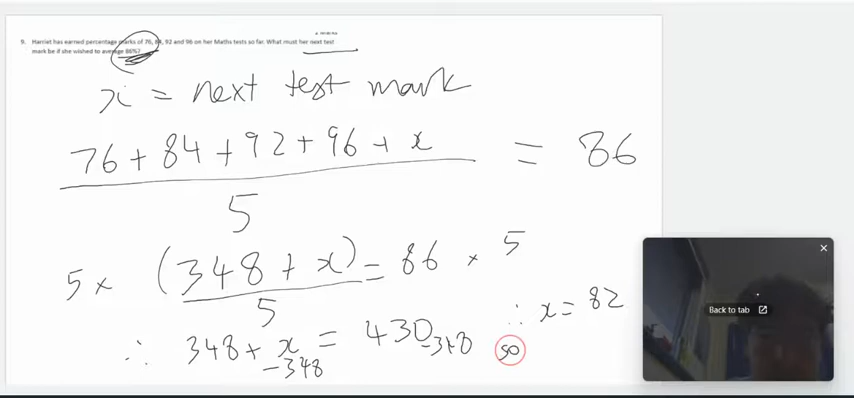 9. Harriet has earned percentage marks of 76, 84, 92 and 96 on her Maths tests so far. What must her next test
mark be if she wished to average 86%?
x = next test mark
76 + 84 + 92 + 96 + x = 86
5
5 × (348 + x) = 86 × 5
5
∴ 348 + x = 430 ∴ x = 82
-348 -348 so
Back to tab